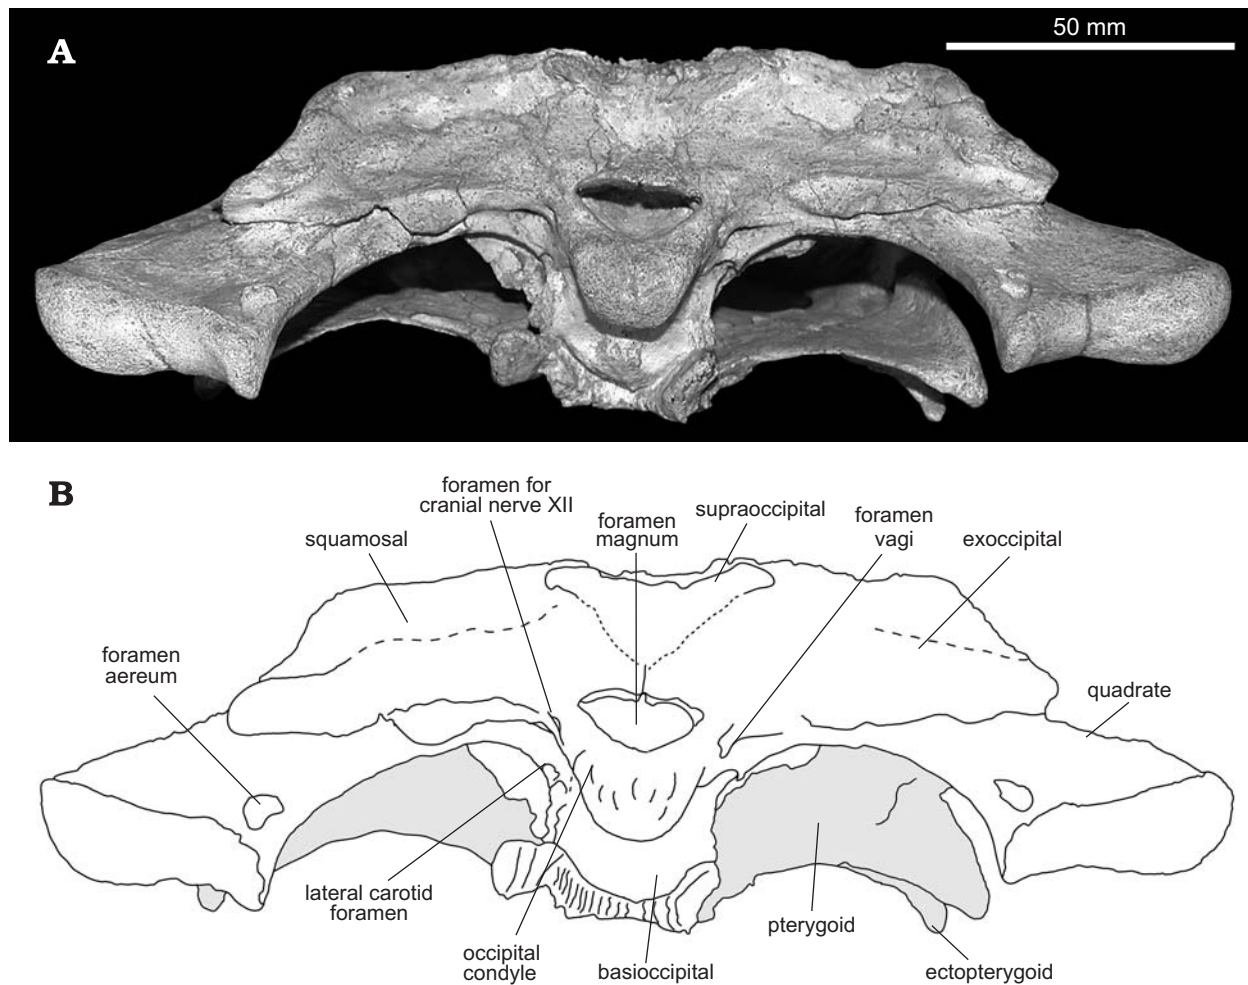 A
50 mm
B
foramen for
cranial nerve XII
foramen
magnum
supraoccipital
foramen
vagi
exoccipital
squamosal
foramen
aereum
quadrate
lateral carotid
foramen
occipital
condyle
basioccipital
pterygoid
ectopterygoid